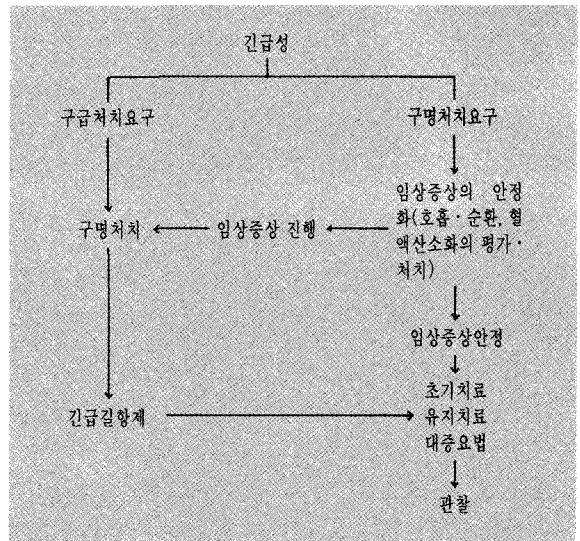 긴급성
구급처치요구
구명처치요구
임상증상의 안정
화(호흡·순환, 혈
액산소화의 평가·
처치)
구명처치
임상증상 진행
임상증상안정
초기치료
유지치료
대증요법
긴급길항제
관찰